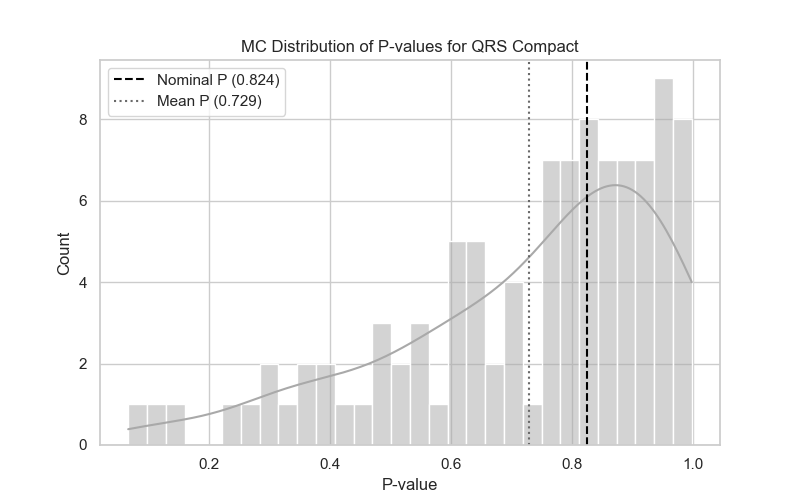 MC Distribution of P-values for QRS Compact
Nominal P (0.824)
Mean P (0.729)
8
6
4
2
0
Count
0.2 0.4 0.6 0.8 1.0
P-value